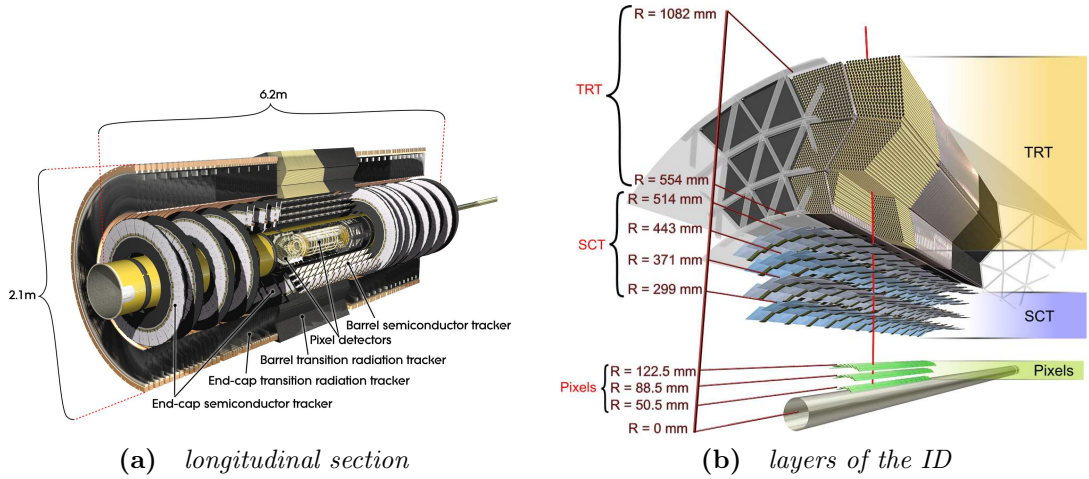 6.2m
2.1m
Barrel semiconductor tracker
Pixel detectors
Barrel transition radiation tracker
End-cap transition radiation tracker
End-cap semiconductor tracker
(a) longitudinal section
R = 1082 mm
TRT
R = 554 mm
R = 514 mm
R = 443 mm
SCT
R = 371 mm
R = 299 mm
R = 122.5 mm
Pixels
R = 88.5 mm
R = 50.5 mm
R = 0 mm
TRT
SCT
Pixels
(b) layers of the ID